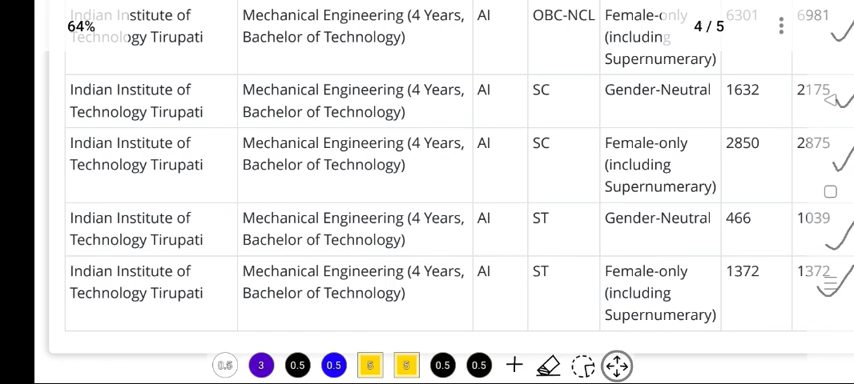 Indian Institute of Mechanical Engineering (4 Years, AI OBC-NCL Female-only 6301 6981
64% 4 / 5
Technology Tirupati Bachelor of Technology) (including
Supernumerary)
Indian Institute of Mechanical Engineering (4 Years, AI SC Gender-Neutral 1632 2175
Technology Tirupati Bachelor of Technology)
Indian Institute of Mechanical Engineering (4 Years, AI SC Female-only 2850 2875
Technology Tirupati Bachelor of Technology) (including
Supernumerary)
Indian Institute of Mechanical Engineering (4 Years, AI ST Gender-Neutral 466 1039
Technology Tirupati Bachelor of Technology)
Indian Institute of Mechanical Engineering (4 Years, AI ST Female-only 1372 1372
Technology Tirupati Bachelor of Technology) (including
Supernumerary)
0.5 3 0.5 0.5 5 5 0.5 0.5